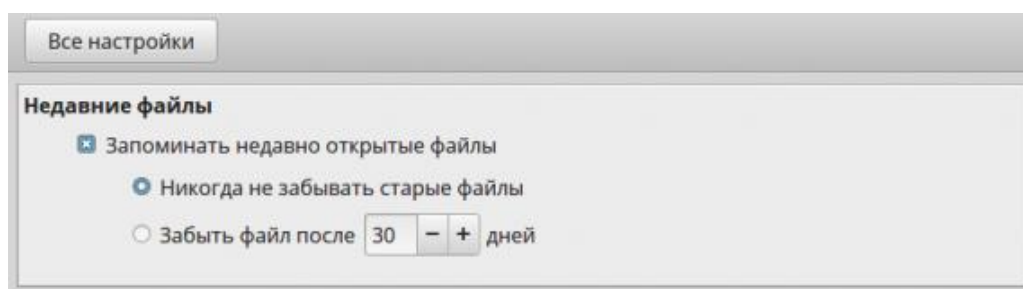 Все настройки
Недавние файлы
Запоминать недавно открытые файлы
Никогда не забывать старые файлы
Забыть файл после 30 − + дней